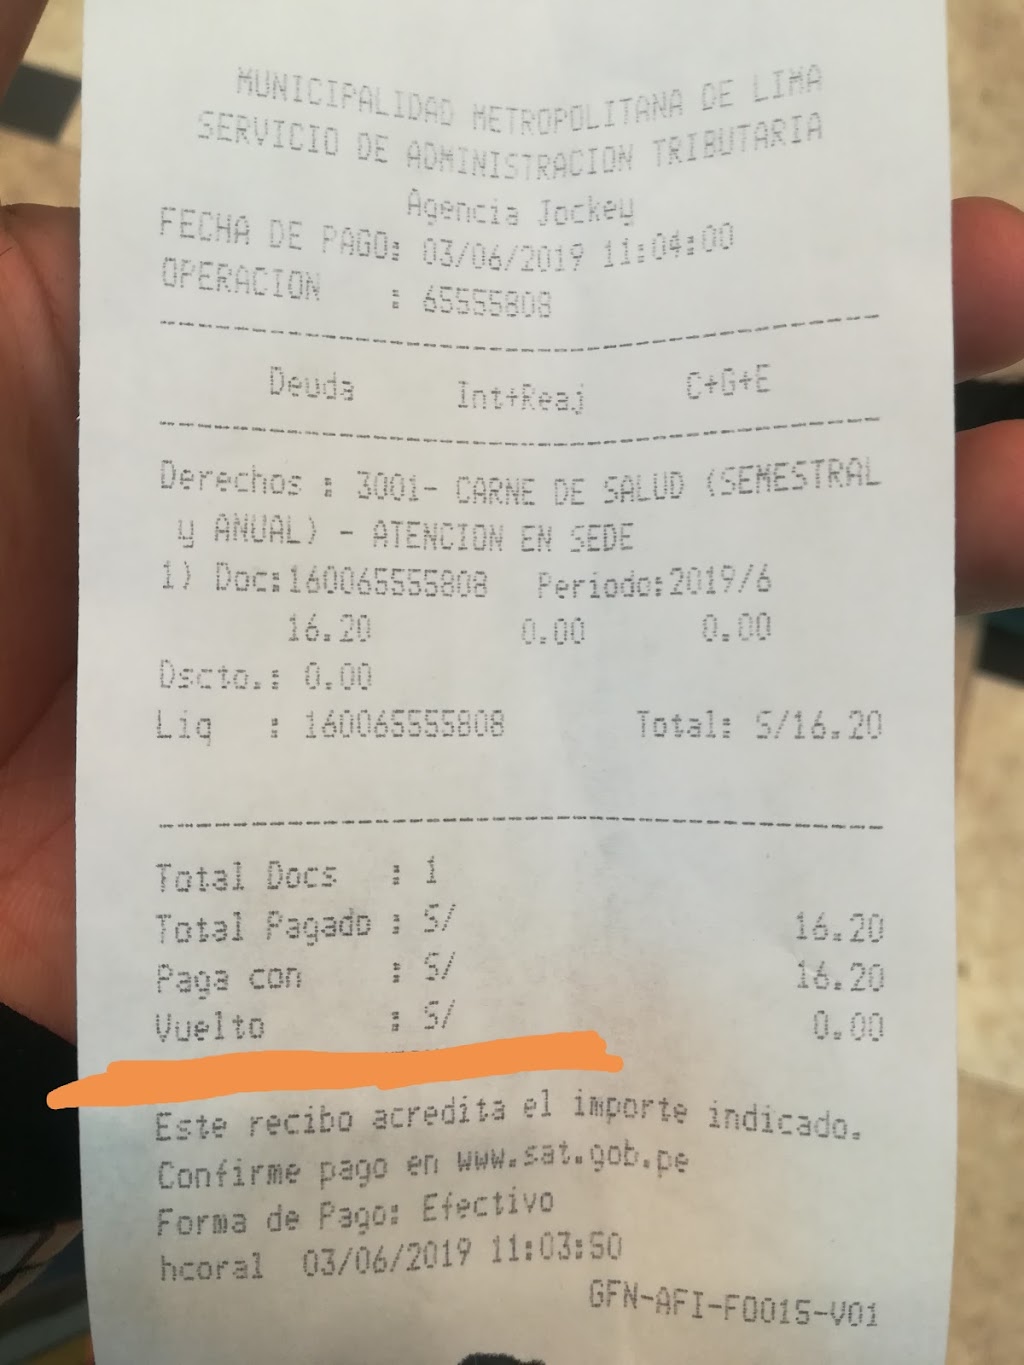 MUNICIPALIDAD METROPOLITANA DE LIMA
SERVICIO DE ADMINISTRACION TRIBUTARIA
Agencia Jockey
FECHA DE PAGO: 03/06/2019 11:04:00
OPERACION : 65555808
Deuda Int+Reaj C+G+E
Derechos : 3001- CARNE DE SALUD (SEMESTRAL
y ANUAL) - ATENCION EN SEDE
1) Doc:160065555808 Periodo:2019/6
16.20 0.00 0.00
Dscto.: 0.00
Liq : 160065555808 Total: S/16.20
Total Docs : 1
Total Pagado : S/ 16.20
Paga con : S/ 16.20
Vuelto : S/ 0.00
Este recibo acredita el importe indicado.
Confirme pago en www.sat.gob.pe
Forma de Pago: Efectivo
hcoral 03/06/2019 11:03:50
GFN-AFI-F0015-V01